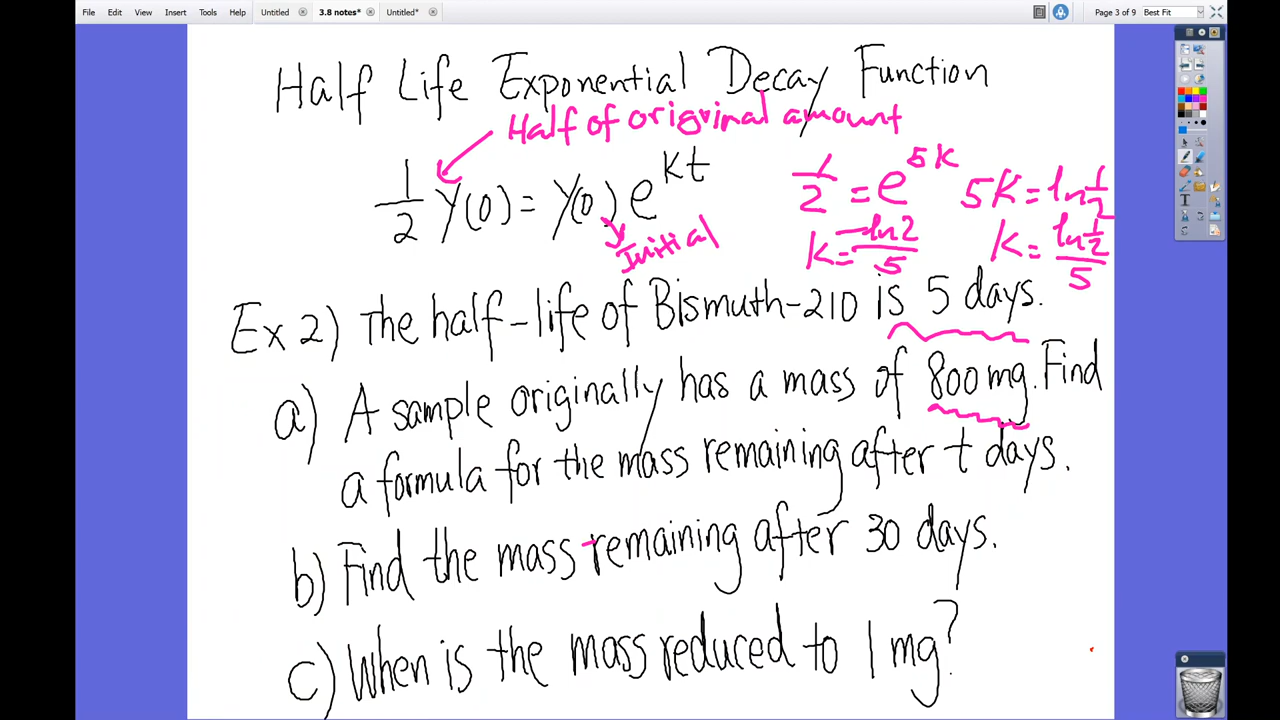 File Edit View Insert Tools Help Untitled 3.8 notes* Untitled* Page 3 of 9 Best Fit
Half Life Exponential Decay Function
Half of original amount
1/2 y(0) = y(0) e^kt
Initial
1/2 = e^5k 5k = ln 1/2
k = -ln2/5 k = ln 1/2 / 5
Ex 2) The half-life of Bismuth-210 is 5 days.
a) A sample originally has a mass of 800 mg. Find
a formula for the mass remaining after t days.
b) Find the mass remaining after 30 days.
c) When is the mass reduced to 1 mg?
T